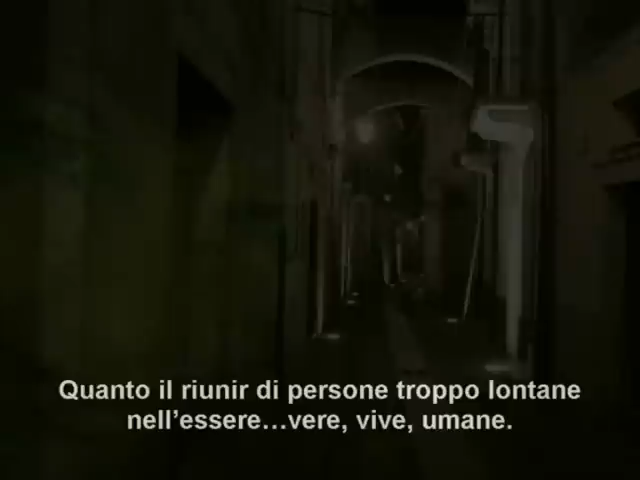 Quanto il riunir di persone troppo lontane
nell’essere…vere, vive, umane.